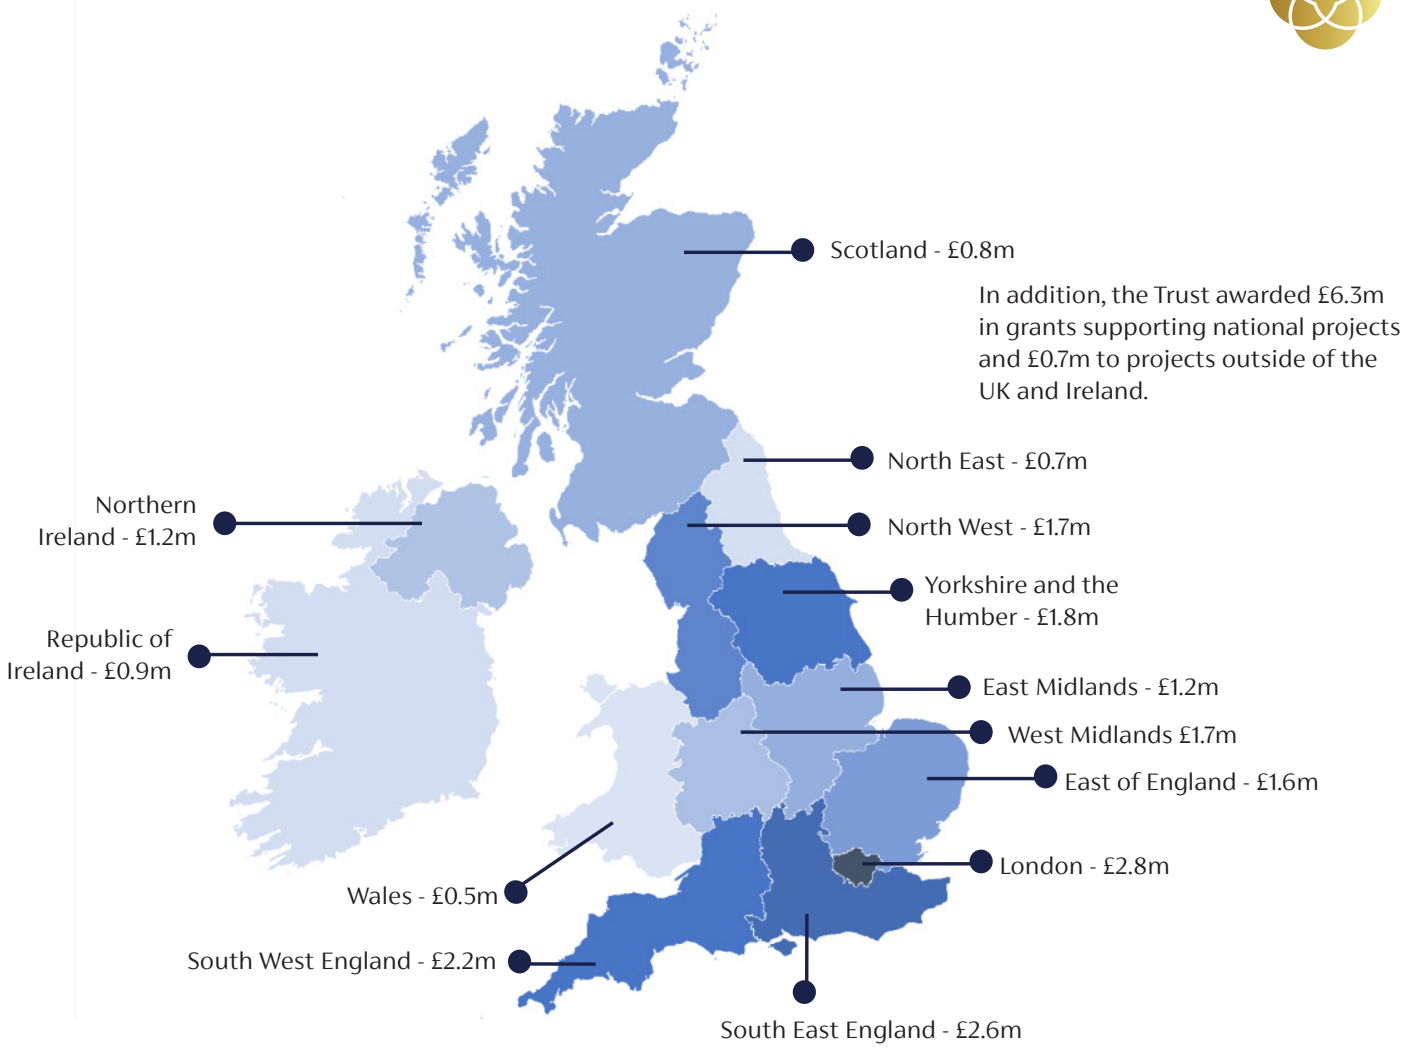 Scotland - £0.8m
In addition, the Trust awarded £6.3m
in grants supporting national projects
and £0.7m to projects outside of the
UK and Ireland.
North East - £0.7m
Northern
Ireland - £1.2m
North West - £1.7m
Yorkshire and the
Humber - £1.8m
Republic of
Ireland - £0.9m
East Midlands - £1.2m
West Midlands £1.7m
East of England - £1.6m
London - £2.8m
Wales - £0.5m
South West England - £2.2m
South East England - £2.6m